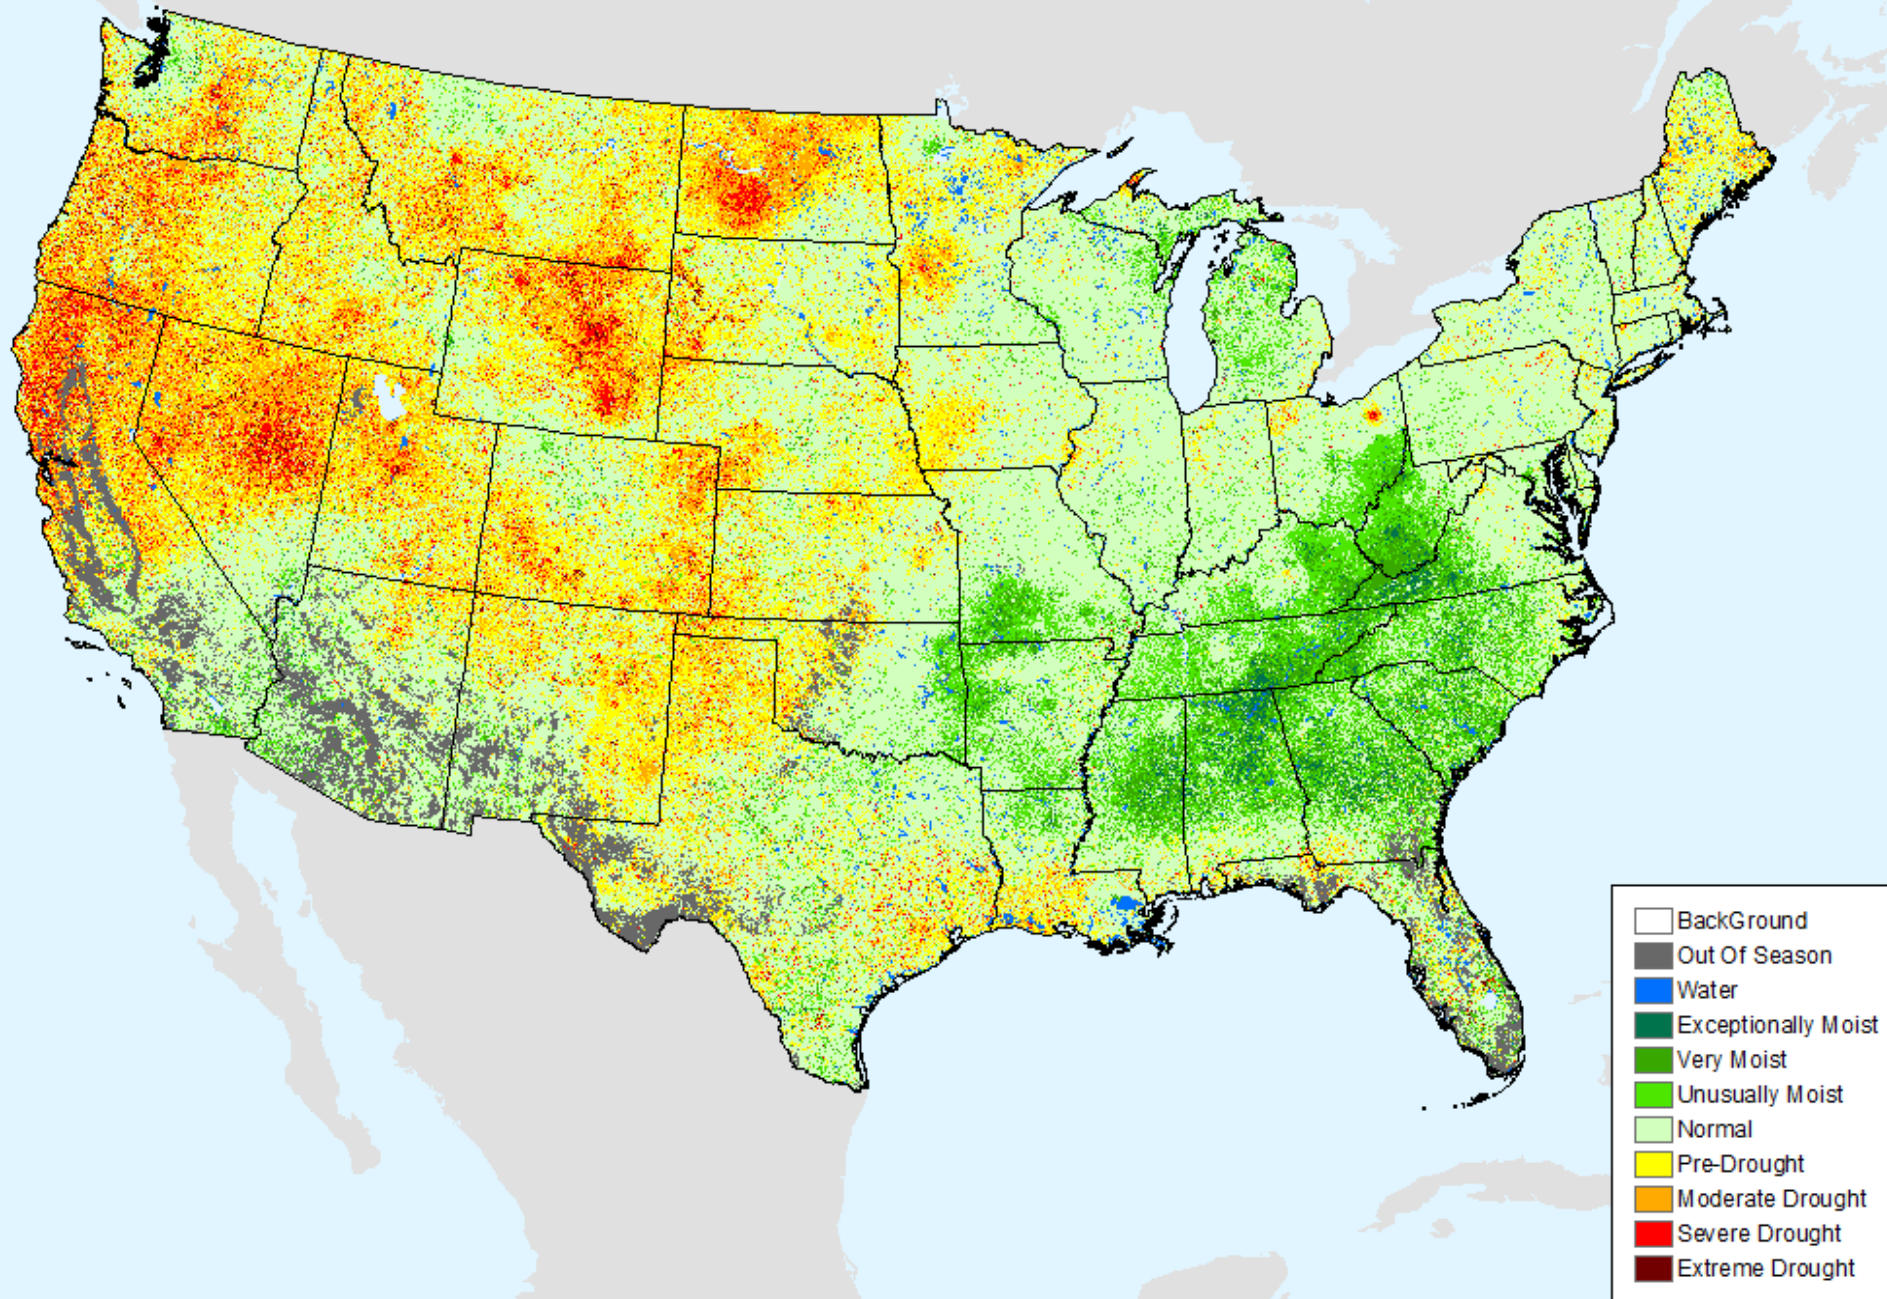 BackGround
Out Of Season
Water
Exceptionally Moist
Very Moist
Unusually Moist
Normal
Pre-Drought
Moderate Drought
Severe Drought
Extreme Drought